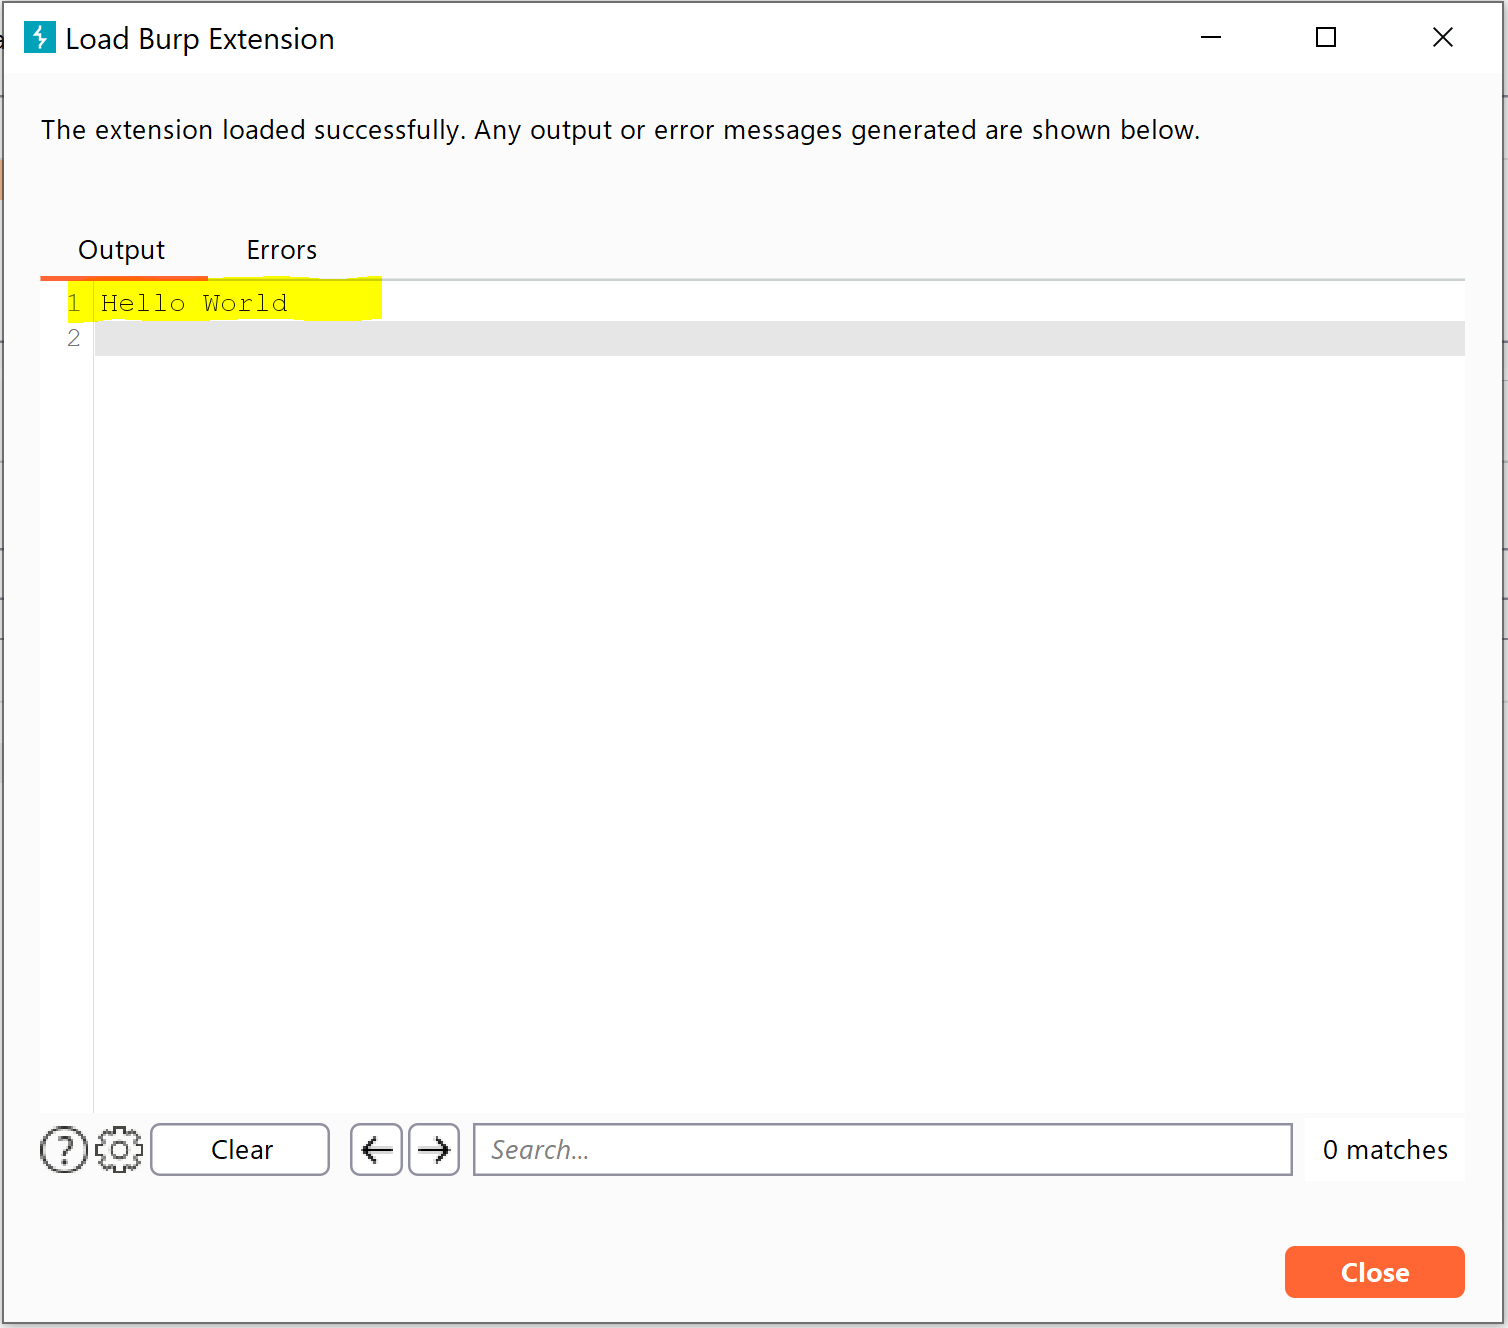 Load Burp Extension
The extension loaded successfully. Any output or error messages generated are shown below.
Output Errors
1 Hello World
2
? Clear ← → Search... 0 matches
Close